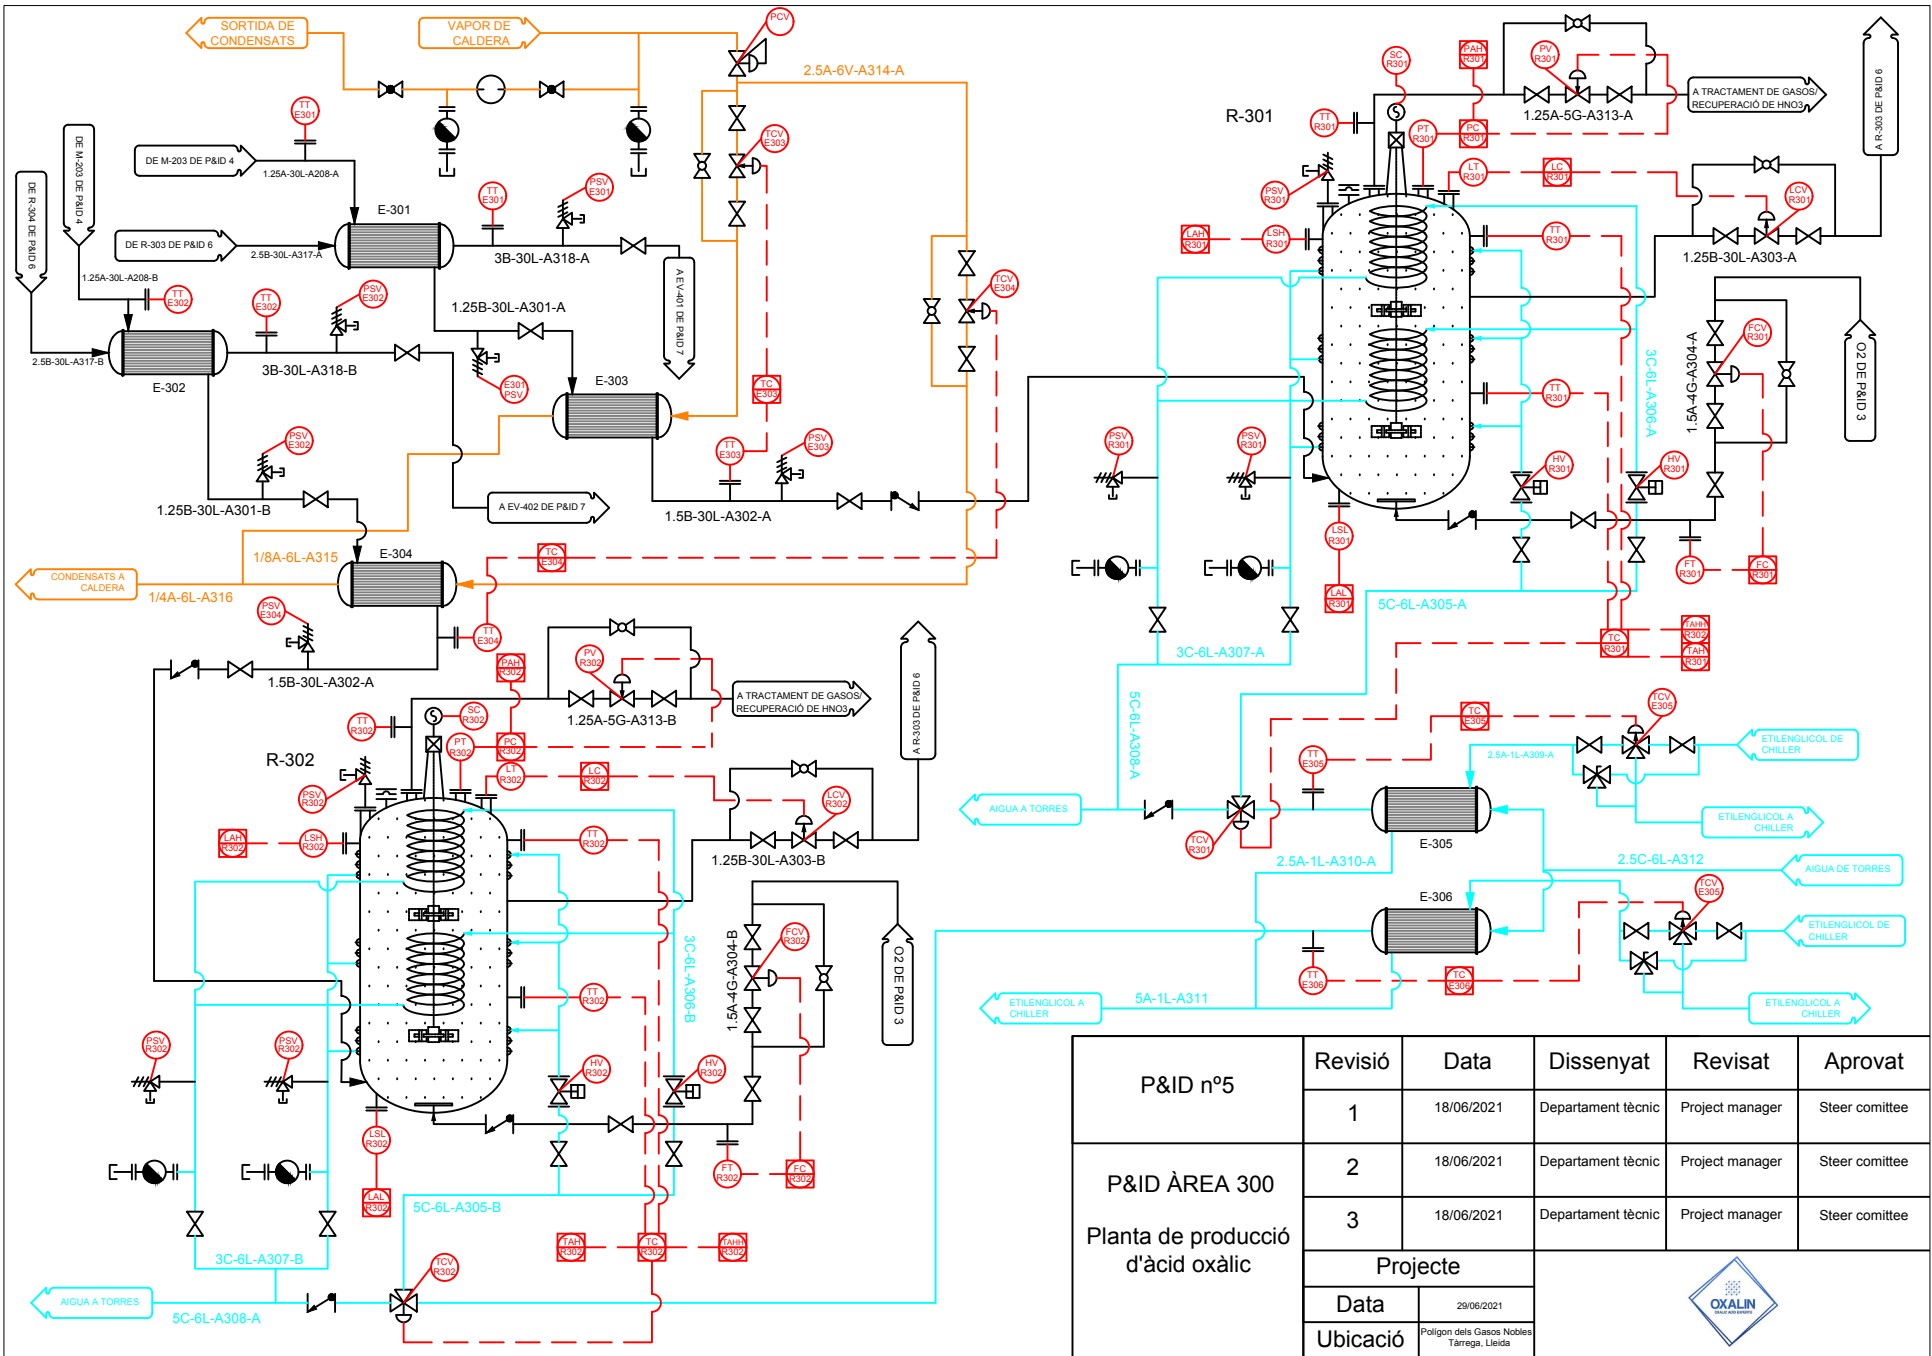 SORTIDA DE
CONDENSATS
VAPOR DE
CALDERA
PCV
2.5A-6V-A314-A
TT
E301
DE M-203 DE P&ID 4
1.25A-30L-A208-A
DE R-304 DE P&ID 6
DE M-203 DE P&ID 4
DE R-303 DE P&ID 6
2.5B-30L-A317-A
E-301
TT
E301
PSV
E301
3B-30L-A318-A
A EV-401 DE P&ID 7
TCV
E303
1.25A-30L-A208-B
TT
E302
TT
E302
PSV
E302
2.5B-30L-A317-B
E-302
3B-30L-A318-B
1.25B-30L-A301-A
E301
PSV
E-303
TC
E303
TCV
E304
PSV
E302
1.25B-30L-A301-B
A EV-402 DE P&ID 7
TT
E303
PSV
E303
1.5B-30L-A302-A
1/8A-6L-A315
E-304
TC
E304
CONDENSATS A
CALDERA
1/4A-6L-A316
PSV
E304
TT
E304
1.5B-30L-A302-A
R-301
SC
R301
PAH
R301
PV
R301
A TRACTAMENT DE GASOS/
RECUPERACIÓ DE HNO3
1.25A-5G-A313-A
A R-303 DE P&ID 6
TT
R301
PT
R301
PC
R301
PSV
R301
LT
R301
LC
R301
LCV
R301
LAH
R301
LSH
R301
TT
R301
1.25B-30L-A303-A
TT
R301
3C-6L-A306-A
1.5A-4G-A304-A
FCV
R301
O2 DE P&ID 3
PSV
R301
PSV
R301
HV
R301
HV
R301
LSL
R301
LAL
R301
FT
R301
FC
R301
5C-6L-A305-A
3C-6L-A307-A
TC
R301
TAHH
R302
TAH
R301
5C-6L-A308-A
TC
E305
TCV
E305
ETILENGLICOL DE
CHILLER
2.5A-1L-A309-A
TT
E305
AIGUA A TORRES
TCV
R301
E-305
ETILENGLICOL A
CHILLER
2.5A-1L-A310-A
2.5C-6L-A312
AIGUA DE TORRES
E-306
TCV
E305
ETILENGLICOL DE
CHILLER
TT
E306
TC
E306
5A-1L-A311
ETILENGLICOL A
CHILLER
ETILENGLICOL A
CHILLER
R-302
TT
R302
SC
R302
PAH
R302
PV
R302
A TRACTAMENT DE GASOS/
RECUPERACIÓ DE HNO3
1.25A-5G-A313-B
A R-303 DE P&ID 6
PT
R302
PC
R302
PSV
R302
LT
R302
LC
R302
LCV
R302
LAH
R302
LSH
R302
TT
R302
1.25B-30L-A303-B
3C-6L-A306-B
1.5A-4G-A304-B
FCV
R302
O2 DE P&ID 3
TT
R302
PSV
R302
PSV
R302
HV
R302
HV
R302
LSL
R302
LAL
R302
FT
R302
FC
R302
5C-6L-A305-B
3C-6L-A307-B
TAH
R302
TC
R302
TAHH
R302
TCV
R302
AIGUA A TORRES
5C-6L-A308-A
P&ID nº5
Revisió
Data
Dissenyat
Revisat
Aprovat
1
18/06/2021
Departament tècnic
Project manager
Steer comittee
2
18/06/2021
Departament tècnic
Project manager
Steer comittee
3
18/06/2021
Departament tècnic
Project manager
Steer comittee
P&ID ÀREA 300
Planta de producció
d'àcid oxàlic
Projecte
Data
29/06/2021
Ubicació
Polígon dels Gasos Nobles
Tàrrega, Lleida
OXALIN